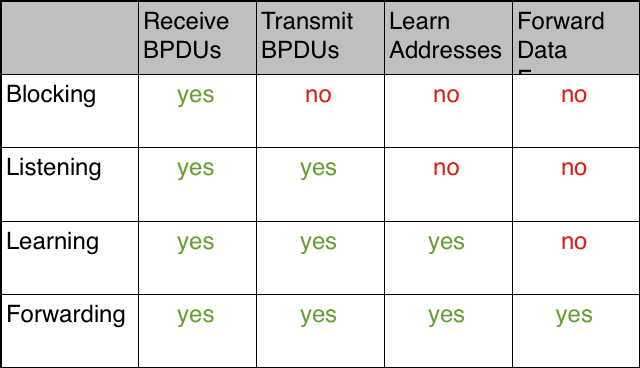 Receive BPDUs Transmit BPDUs Learn Addresses Forward Data
Blocking yes no no no
Listening yes yes no no
Learning yes yes yes no
Forwarding yes yes yes yes